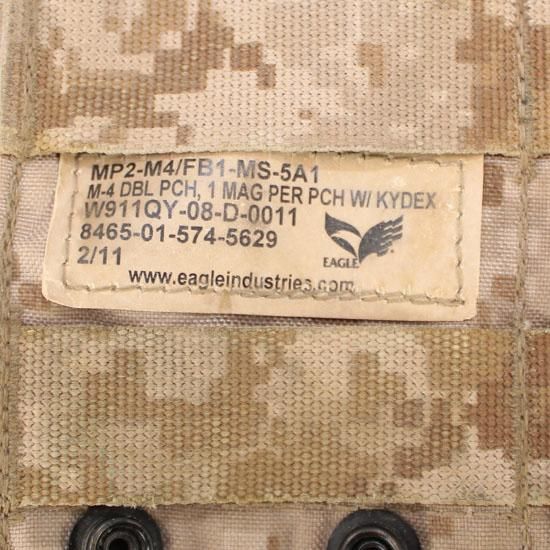 MP2-M4/FB1-MS-5A1
M-4 DBL PCH, 1 MAG PER PCH W/ KYDEX
W911QY-08-D-0011
8465-01-574-5629
2/11
EAGLE
www.eagleindustries.com